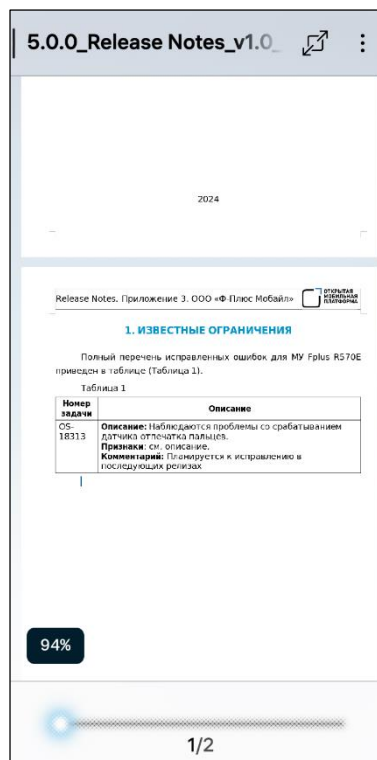 5.0.0_Release Notes_v1.0_
2024
Release Notes. Приложение 3. ООО «Ф-Плюс Мобайл»
ОТКРЫТАЯ
МОБИЛЬНАЯ
ПЛАТФОРМА
1. ИЗВЕСТНЫЕ ОГРАНИЧЕНИЯ
Полный перечень исправленных ошибок для МУ Fplus R570E
приведен в таблице (Таблица 1).
Таблица 1
Номер
задачи
Описание
OS-
18313
Описание: Наблюдаются проблемы со срабатыванием
датчика отпечатка пальцев.
Признаки: см. описание.
Комментарий: Планируется к исправлению в
последующих релизах
94%
1/2